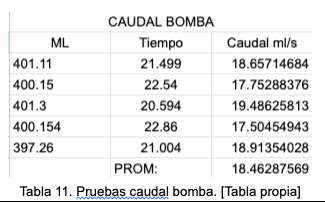 CAUDAL BOMBA
ML Tiempo Caudal ml/s
401.11 21.499 18.65714684
400.15 22.54 17.75288376
401.3 20.594 19.48625813
400.154 22.86 17.50454943
397.26 21.004 18.91354028
PROM: 18.46287569
Tabla 11. Pruebas caudal bomba. [Tabla propia]